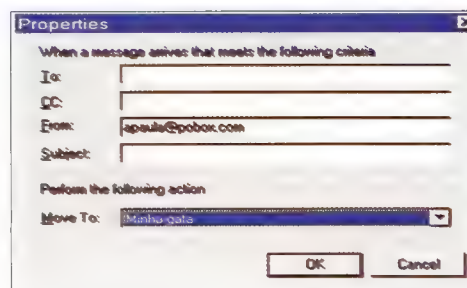 Properties
When a message arrives that meets the following criteria
To:
CC:
From: apaula@pobox.com
Subject:
Perform the following action
Move To: Minha gata
OK Cancel